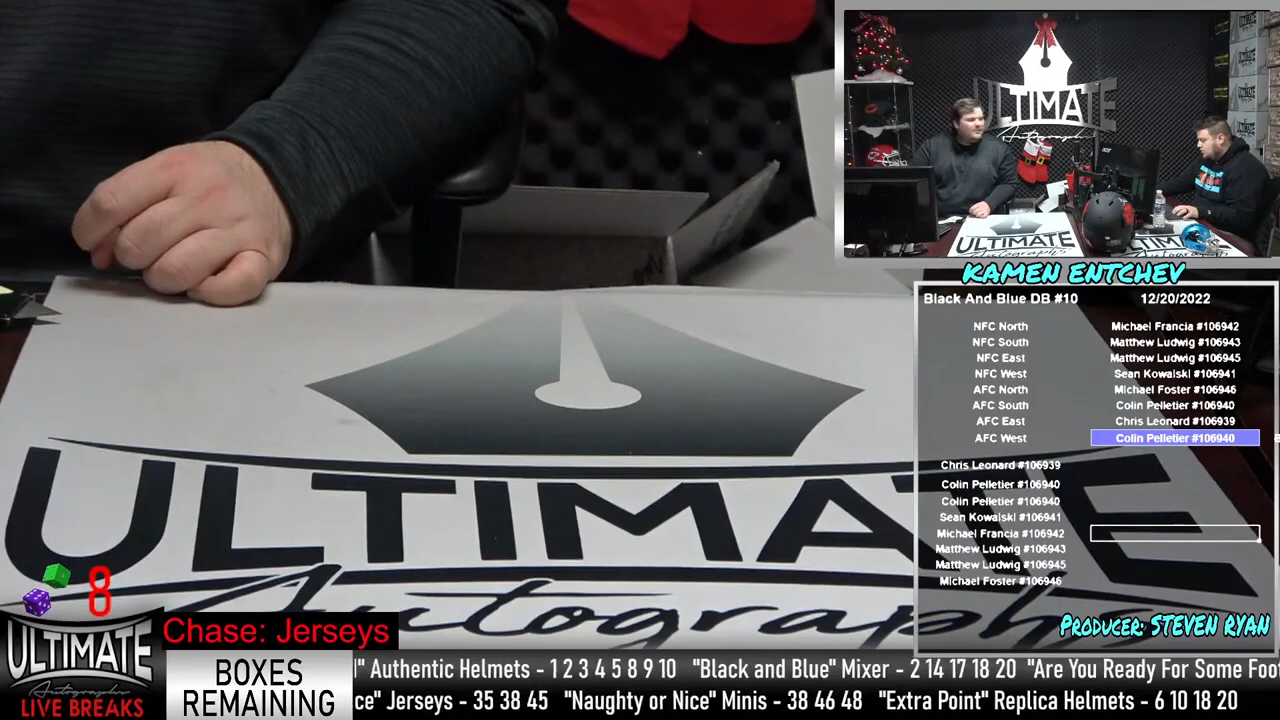 ULTIMATE
Autographs
ULTIMATE
Autographs
KAMEN ENTCHEV
Black And Blue DB #10 12/20/2022
NFC North Michael Francia #106942
NFC South Matthew Ludwig #106943
NFC East Matthew Ludwig #106945
NFC West Sean Kowalski #106941
AFC North Michael Foster #106946
AFC South Colin Pelletier #106940
AFC East Chris Leonard #106939
AFC West Colin Pelletier #106940
Chris Leonard #106939
Colin Pelletier #106940
Colin Pelletier #106940
Sean Kowalski #106941
Michael Francia #106942
Matthew Ludwig #106943
Matthew Ludwig #106945
Michael Foster #106946
PRODUCER: STEVEN RYAN
ULTIMATE
Autographs
8
ULTIMATE
Autographs
LIVE BREAKS
Chase: Jerseys
BOXES
REMAINING
" Authentic Helmets - 1 2 3 4 5 8 9 10 "Black and Blue" Mixer - 2 14 17 18 20 "Are You Ready For Some Foot
ce" Jerseys - 35 38 45 "Naughty or Nice" Minis - 38 46 48 "Extra Point" Replica Helmets - 6 10 18 20